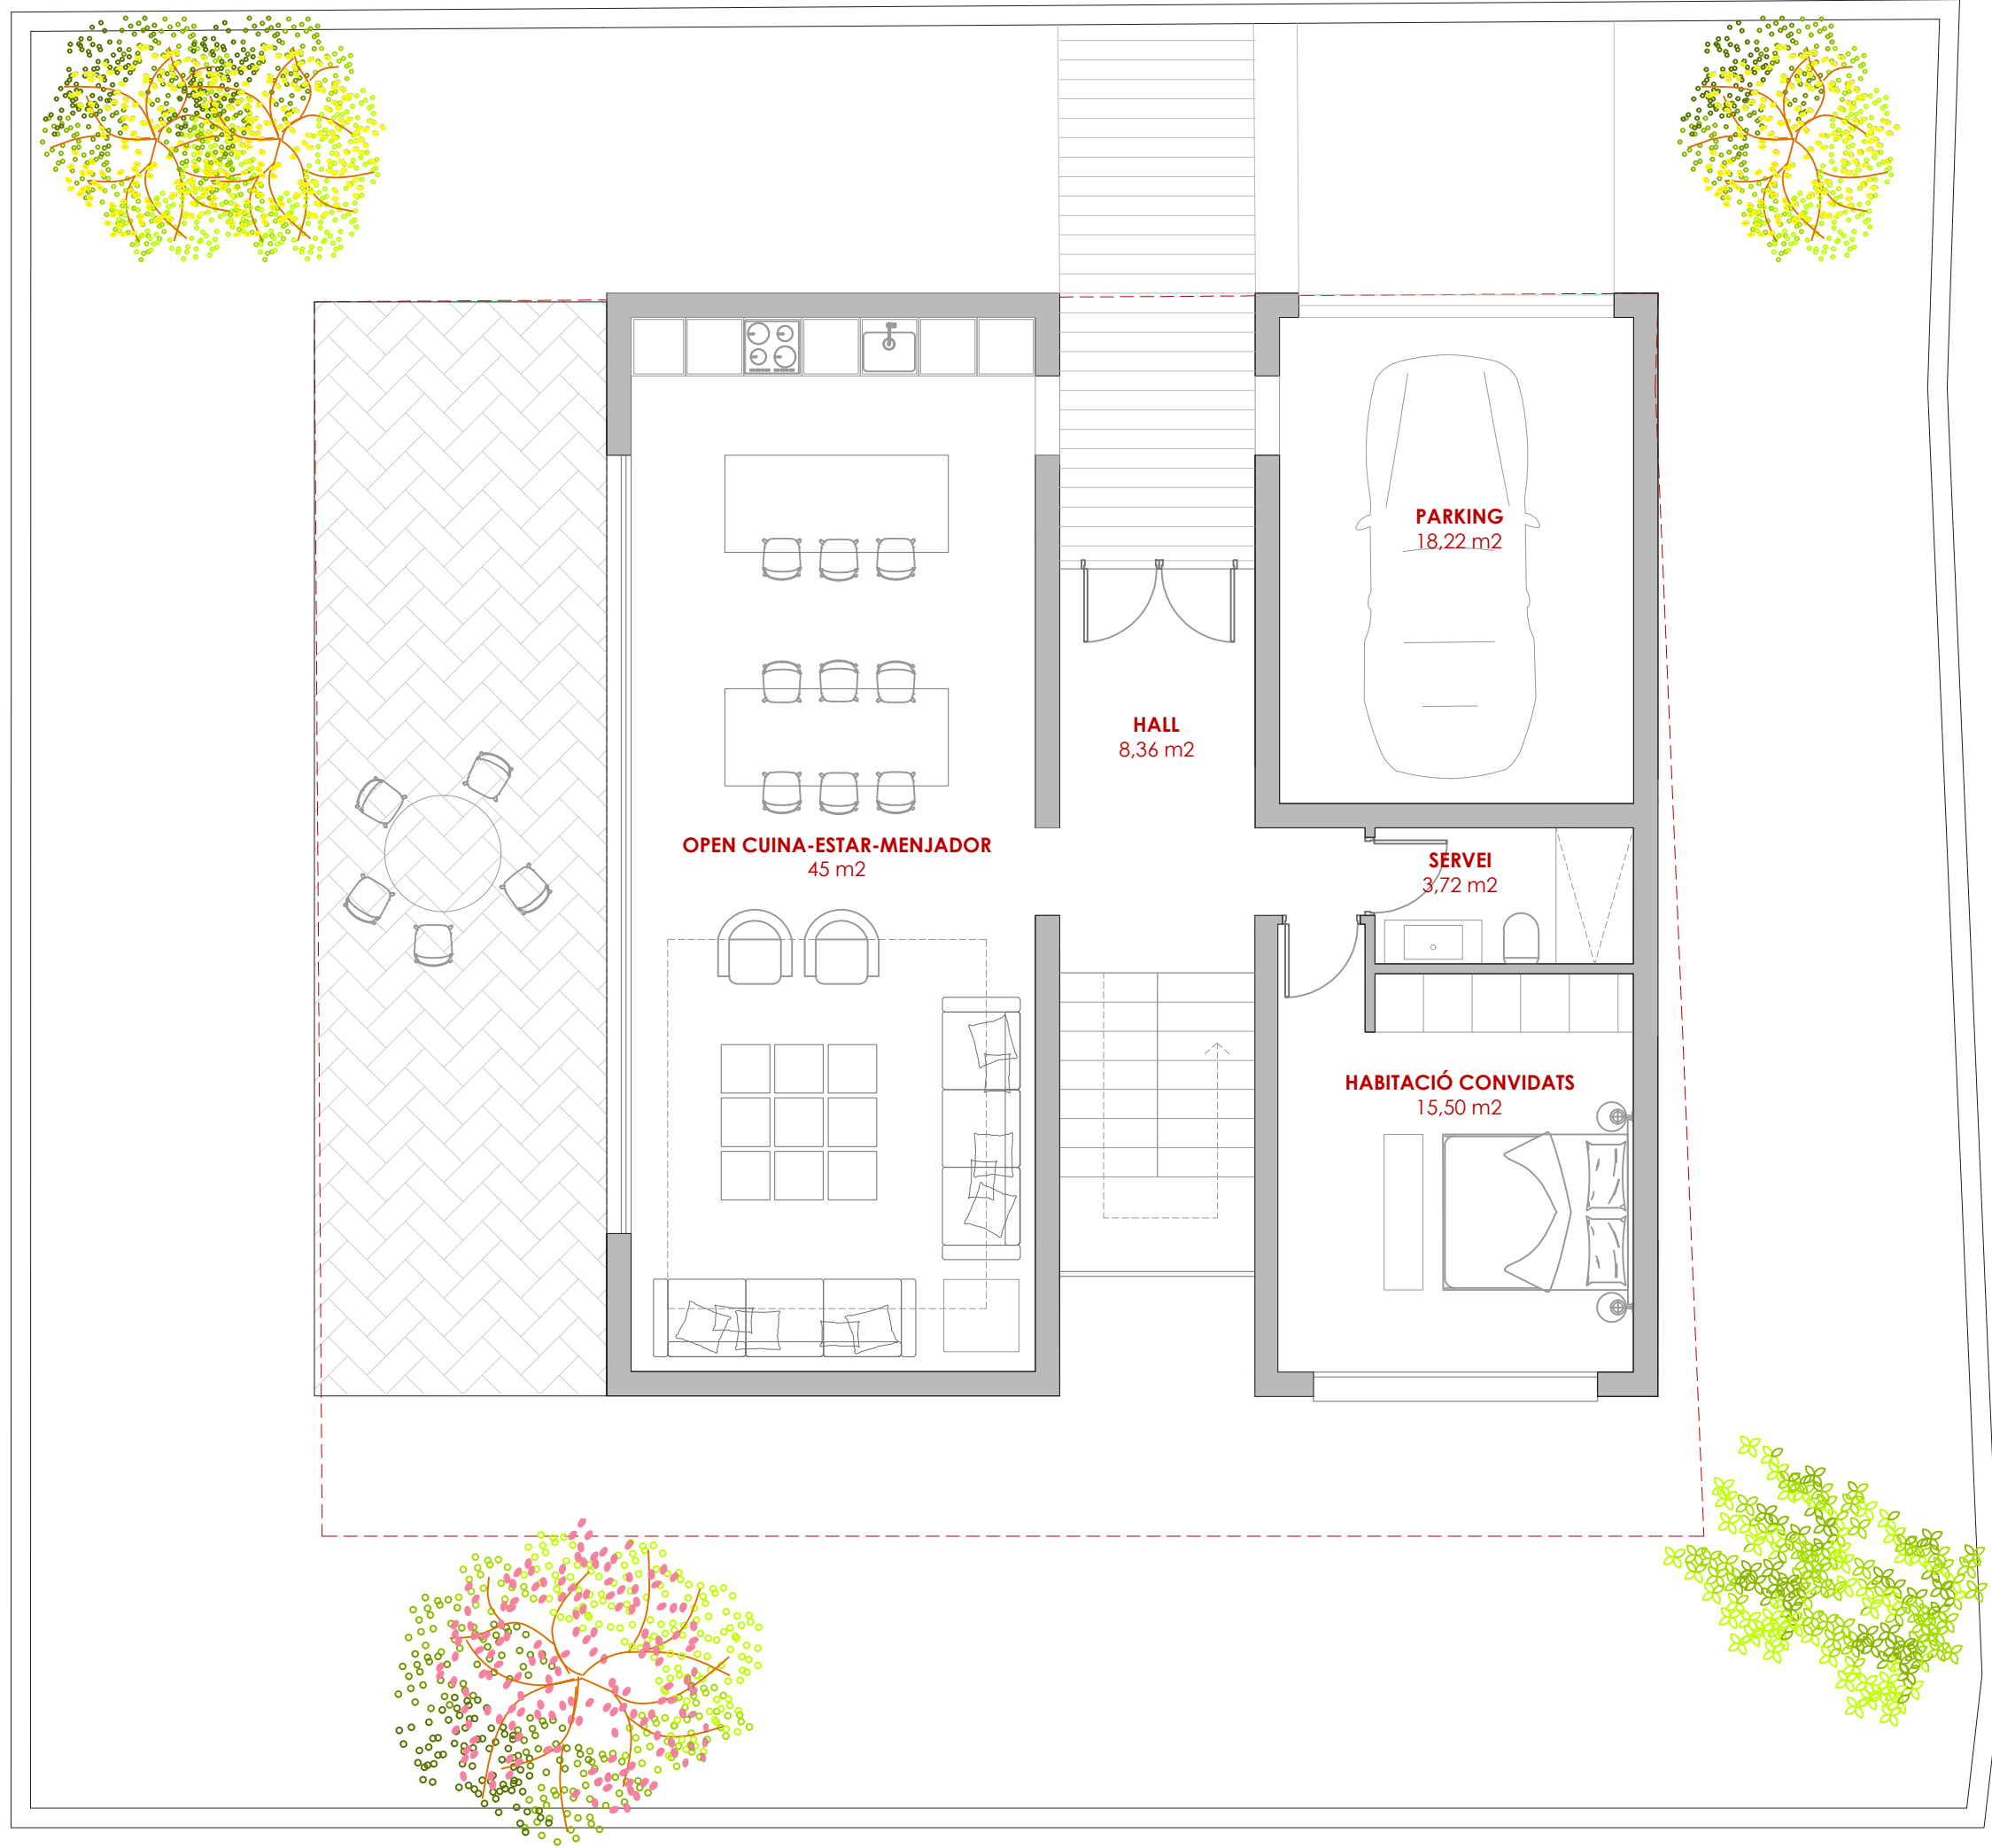 PARKING
18,22 m2
HALL
8,36 m2
OPEN CUINA-ESTAR-MENJADOR
45 m2
SERVEI
3,72 m2
HABITACIÓ CONVIDATS
15,50 m2